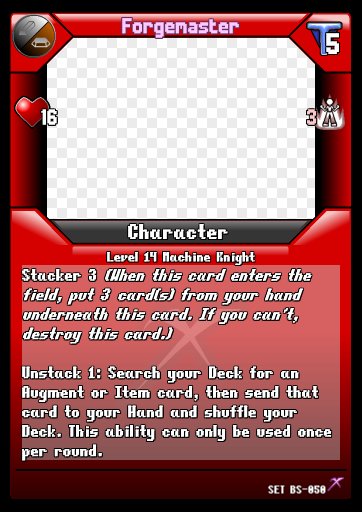 Forgemaster
T5
16
3
Character
Level 14 Machine Knight
Stacker 3 (When this card enters the
field, put 3 card(s) from your hand
underneath this card. If you can't,
destroy this card.)
Unstack 1: Search your Deck for an
Augment or Item card, then send that
card to your Hand and shuffle your
Deck. This ability can only be used once
per round.
SET BS-050